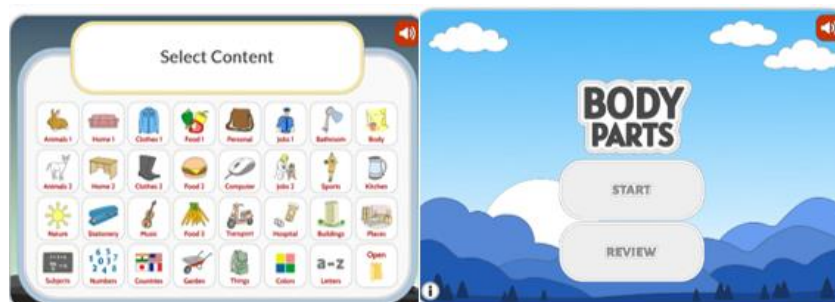 Select Content
Animals 1 Home 1 Clothes 1 Food 1 Personal Jobs 1 Bathroom Body
Animals 2 Home 2 Clothes 2 Food 2 Computer Jobs 2 Sports Kitchen
Nature Stationery Music Food 3 Transport Hospital Buildings Places
Open
Subjects Numbers Countries Garden Things Colors Letters
a-z
BODY
PARTS
START
REVIEW